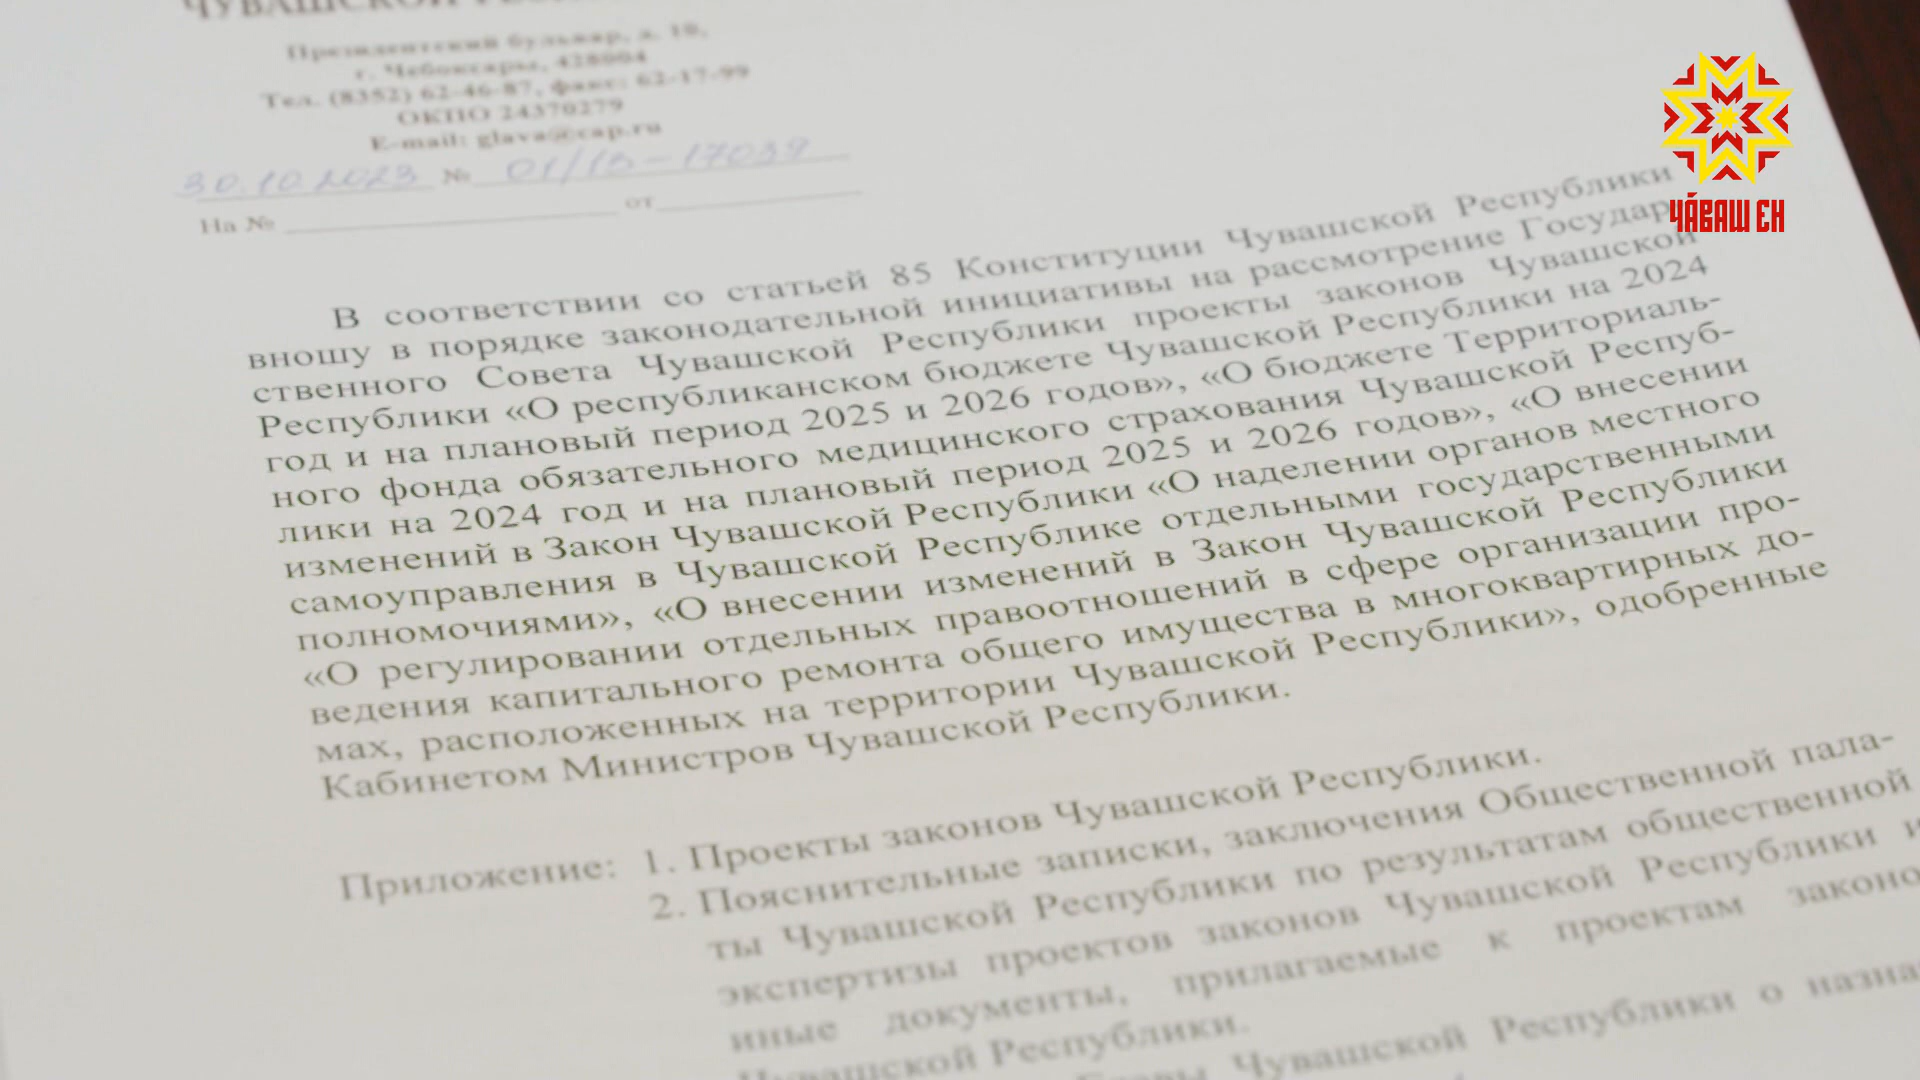 ЧУВАШСКОЙ
Президентский бульвар, д. 10,
г. Чебоксары, 428004
Тел. (8352) 62-46-87, факс: 62-17-99
ОКПО 24370279
E-mail: glava@cap.ru
30.10.2023 № 01/13-17039
На № от
ЧӐВАШ ЕН
В соответствии со статьей 85 Конституции Чувашской Республики
вношу в порядке законодательной инициативы на рассмотрение Государ-
ственного Совета Чувашской Республики проекты законов Чувашской
Республики «О республиканском бюджете Чувашской Республики на 2024
год и на плановый период 2025 и 2026 годов», «О бюджете Территориаль-
ного фонда обязательного медицинского страхования Чувашской Респуб-
лики на 2024 год и на плановый период 2025 и 2026 годов», «О внесении
изменений в Закон Чувашской Республики «О наделении органов местного
самоуправления в Чувашской Республике отдельными государственными
полномочиями», «О внесении изменений в Закон Чувашской Республики
«О регулировании отдельных правоотношений в сфере организации про-
ведения капитального ремонта общего имущества в многоквартирных до-
мах, расположенных на территории Чувашской Республики», одобренные
Кабинетом Министров Чувашской Республики.
Приложение: 1. Проекты законов Чувашской Республики.
2. Пояснительные записки, заключения Общественной пала-
ты Чувашской Республики по результатам общественной
экспертизы проектов законов Чувашской Республики и
иные документы, прилагаемые к проектам законо
Чувашской Республики.
Главы Чувашской Республики о назна